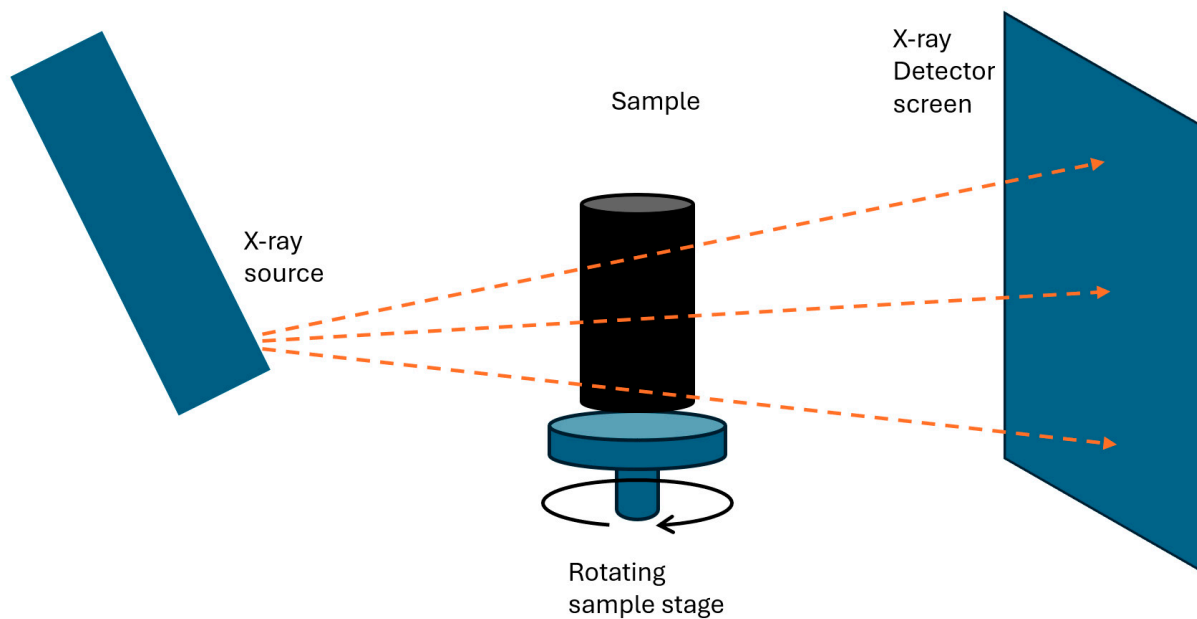 X-ray
Detector
screen
Sample
X-ray
source
Rotating
sample stage